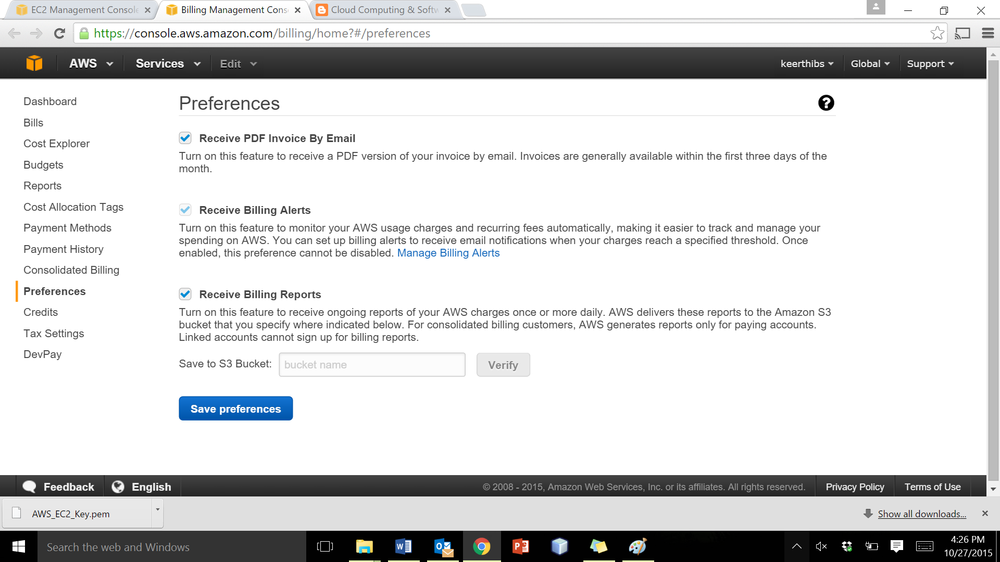 EC2 Management Console
Billing Management Cons
Cloud Computing & Softw
https://console.aws.amazon.com/billing/home?#/preferences
AWS
Services
Edit
keerthibs
Global
Support
Dashboard
Bills
Cost Explorer
Budgets
Reports
Cost Allocation Tags
Payment Methods
Payment History
Consolidated Billing
Preferences
Credits
Tax Settings
DevPay
Preferences
?
Receive PDF Invoice By Email
Turn on this feature to receive a PDF version of your invoice by email. Invoices are generally available within the first three days of the
month.
Receive Billing Alerts
Turn on this feature to monitor your AWS usage charges and recurring fees automatically, making it easier to track and manage your
spending on AWS. You can set up billing alerts to receive email notifications when your charges reach a specified threshold. Once
enabled, this preference cannot be disabled. Manage Billing Alerts
Receive Billing Reports
Turn on this feature to receive ongoing reports of your AWS charges once or more daily. AWS delivers these reports to the Amazon S3
bucket that you specify where indicated below. For consolidated billing customers, AWS generates reports only for paying accounts.
Linked accounts cannot sign up for billing reports.
Save to S3 Bucket:
bucket name
Verify
Save preferences
Feedback
English
© 2008 - 2015, Amazon Web Services, Inc. or its affiliates. All rights reserved.
Privacy Policy
Terms of Use
AWS_EC2_Key.pem
Show all downloads...
Search the web and Windows
4:26 PM
10/27/2015